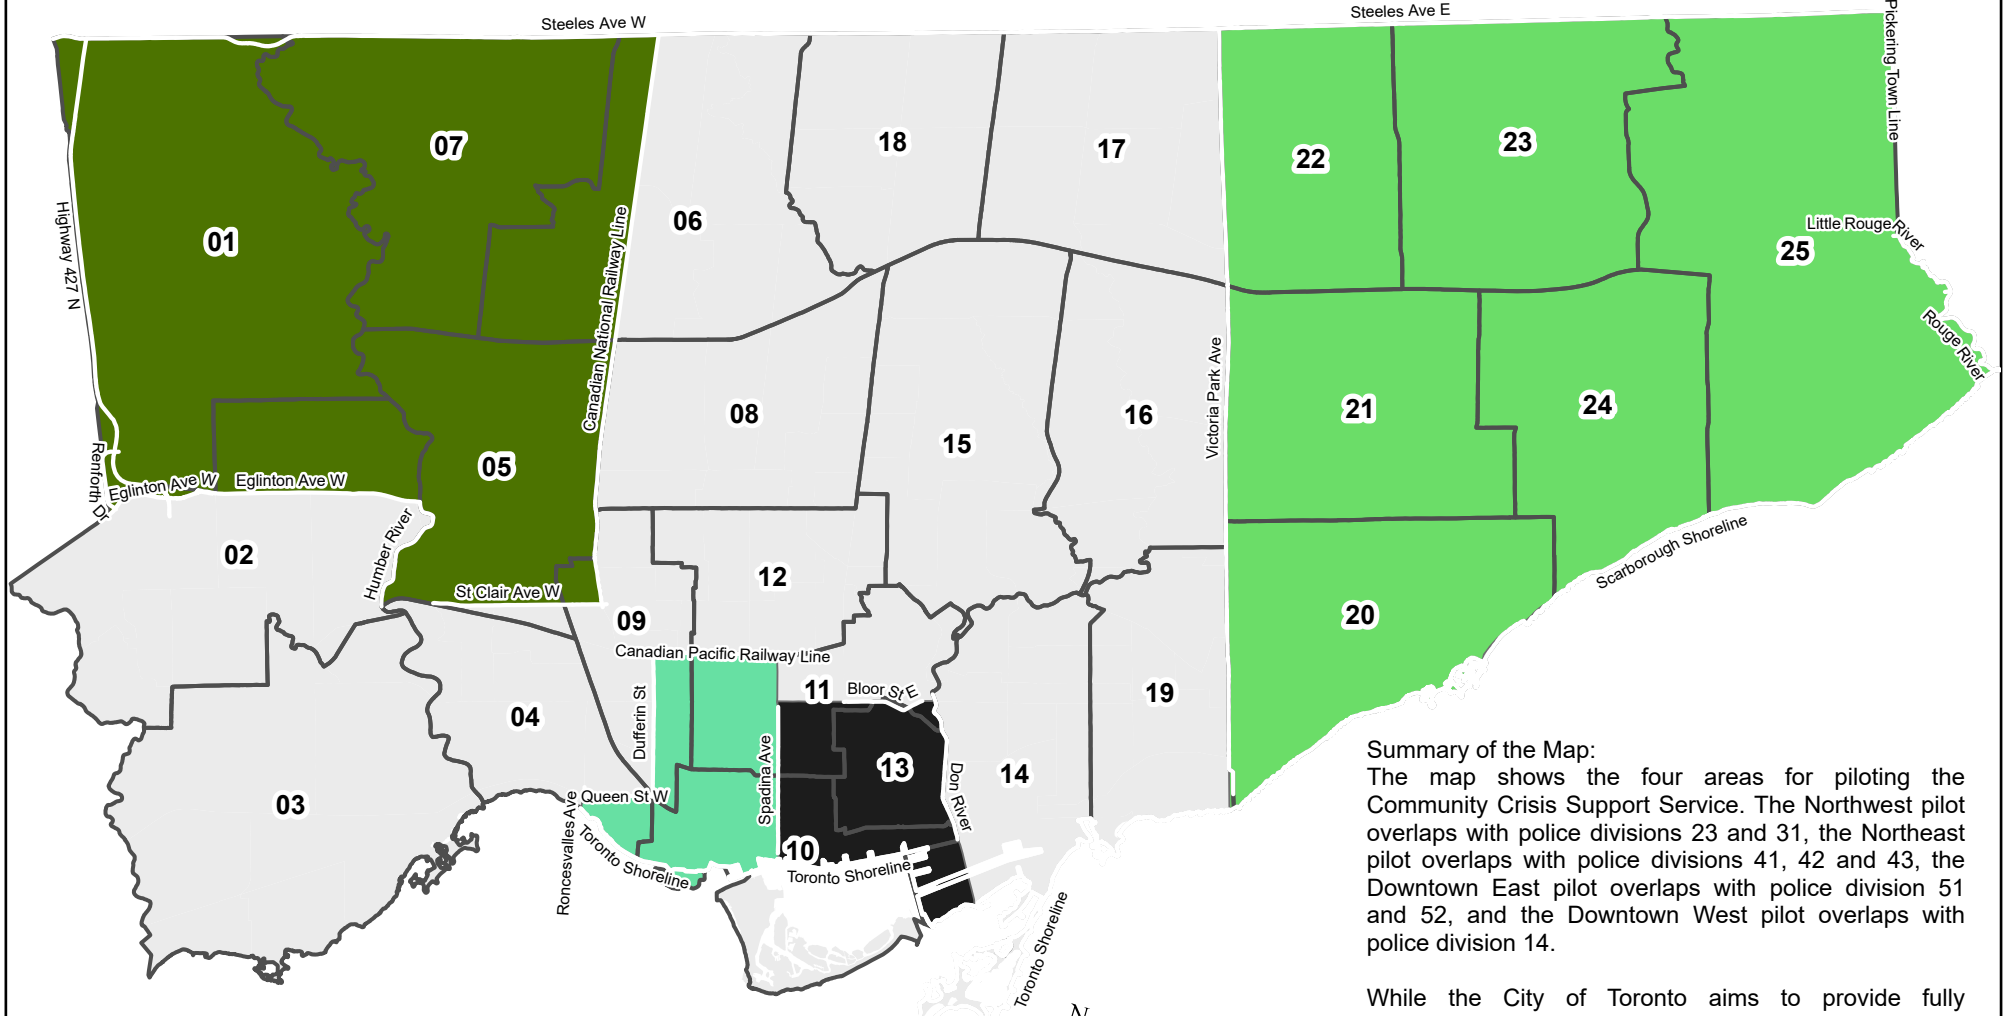 Steeles Ave W
Steeles Ave E
Pickering Town Line
07
18
17
22
23
01
06
25
Highway 427 N
Canadian National Railway Line
Little Rouge River
Rouge River
Victoria Park Ave
08
15
16
21
24
05
Renforth Dr
Eglinton Ave W
Eglinton Ave W
02
Humber River
12
Scarborough Shoreline
St Clair Ave W
09
20
Canadian Pacific Railway Line
11
Bloor St E
04
Dufferin St
19
Spadina Ave
13
Don River
14
03
Queen St W
Roncesvalles Ave
Toronto Shoreline
10
Toronto Shoreline
Toronto Shoreline
N
Summary of the Map:
The map shows the four areas for piloting the
Community Crisis Support Service. The Northwest pilot
overlaps with police divisions 23 and 31, the Northeast
pilot overlaps with police divisions 41, 42 and 43, the
Downtown East pilot overlaps with police division 51
and 52, and the Downtown West pilot overlaps with
police division 14.
While the City of Toronto aims to provide fully